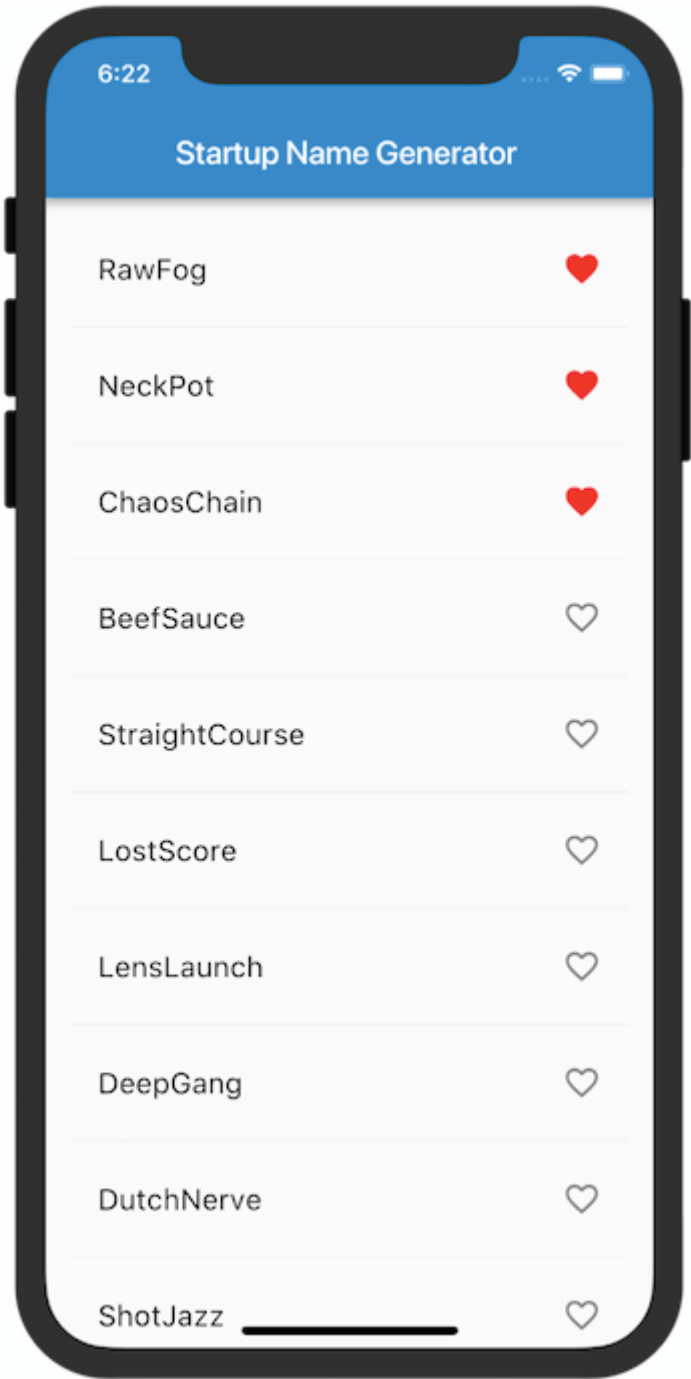 6:22
Startup Name Generator
RawFog
NeckPot
ChaosChain
BeefSauce
StraightCourse
LostScore
LensLaunch
DeepGang
DutchNerve
ShotJazz